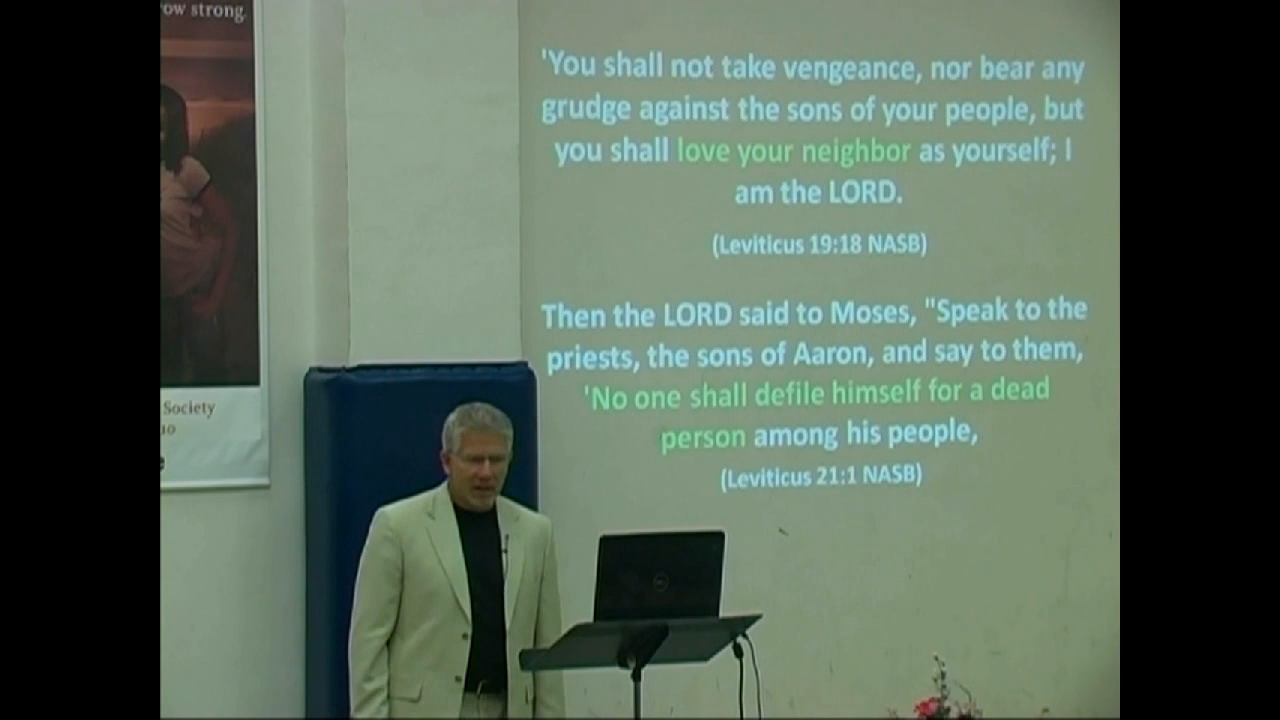 ow strong.
'You shall not take vengeance, nor bear any
grudge against the sons of your people, but
you shall love your neighbor as yourself; I
am the LORD.
(Leviticus 19:18 NASB)
Then the LORD said to Moses, "Speak to the
priests, the sons of Aaron, and say to them,
'No one shall defile himself for a dead
person among his people,
(Leviticus 21:1 NASB)
Society